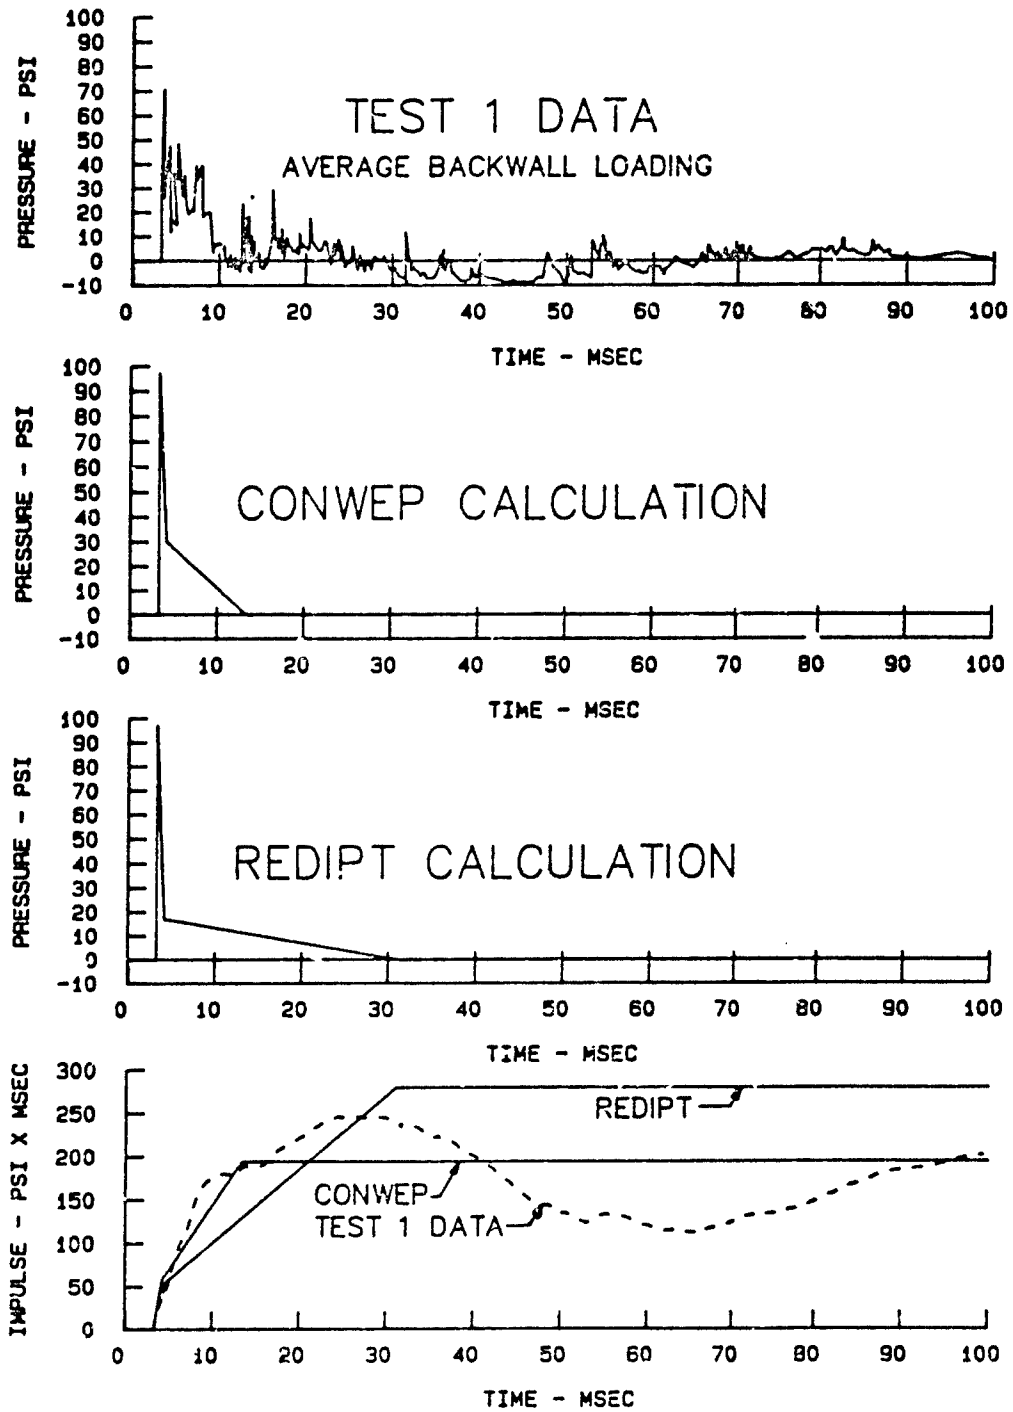 100
90
80
70
60
50
40
30
20
10
0
-10
PRESSURE - PSI
TEST 1 DATA
AVERAGE BACKWALL LOADING
0 10 20 30 40 50 60 70 80 90 100
TIME - MSEC
100
90
80
70
60
50
40
30
20
10
0
-10
PRESSURE - PSI
CONWEP CALCULATION
0 10 20 30 40 50 60 70 80 90 100
TIME - MSEC
100
90
80
70
60
50
40
30
20
10
0
-10
PRESSURE - PSI
REDIPT CALCULATION
0 10 20 30 40 50 60 70 80 90 100
TIME - MSEC
300
250
200
150
100
50
0
IMPULSE - PSI X MSEC
REDIPT
CONWEP
TEST 1 DATA
0 10 20 30 40 50 60 70 80 90 100
TIME - MSEC